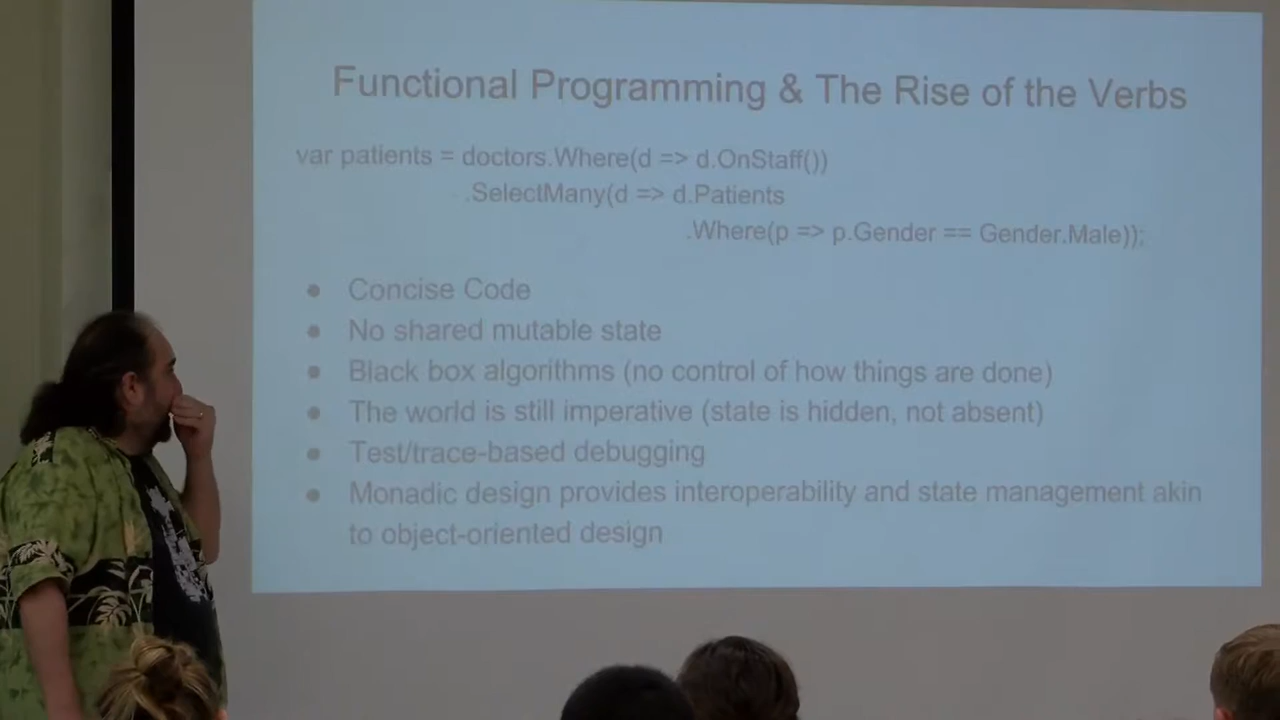 Functional Programming & The Rise of the Verbs
var patients = doctors.Where(d => d.OnStaff())
.SelectMany(d => d.Patients
.Where(p => p.Gender == Gender.Male));
● Concise Code
● No shared mutable state
● Black box algorithms (no control of how things are done)
● The world is still imperative (state is hidden, not absent)
● Test/trace-based debugging
● Monadic design provides interoperability and state management akin
to object-oriented design